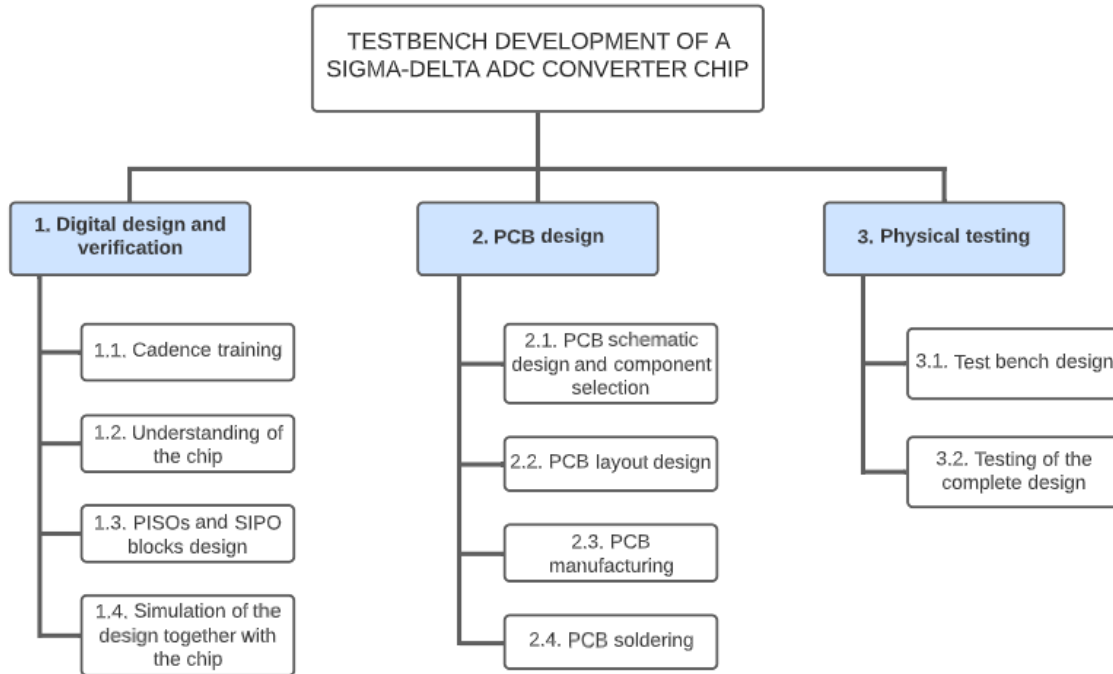 TESTBENCH DEVELOPMENT OF A
SIGMA-DELTA ADC CONVERTER CHIP
1. Digital design and
verification
1.1. Cadence training
1.2. Understanding of
the chip
1.3. PISOs and SIPO
blocks design
1.4. Simulation of the
design together with
the chip
2. PCB design
2.1. PCB schematic
design and component
selection
2.2. PCB layout design
2.3. PCB
manufacturing
2.4. PCB soldering
3. Physical testing
3.1. Test bench design
3.2. Testing of the
complete design